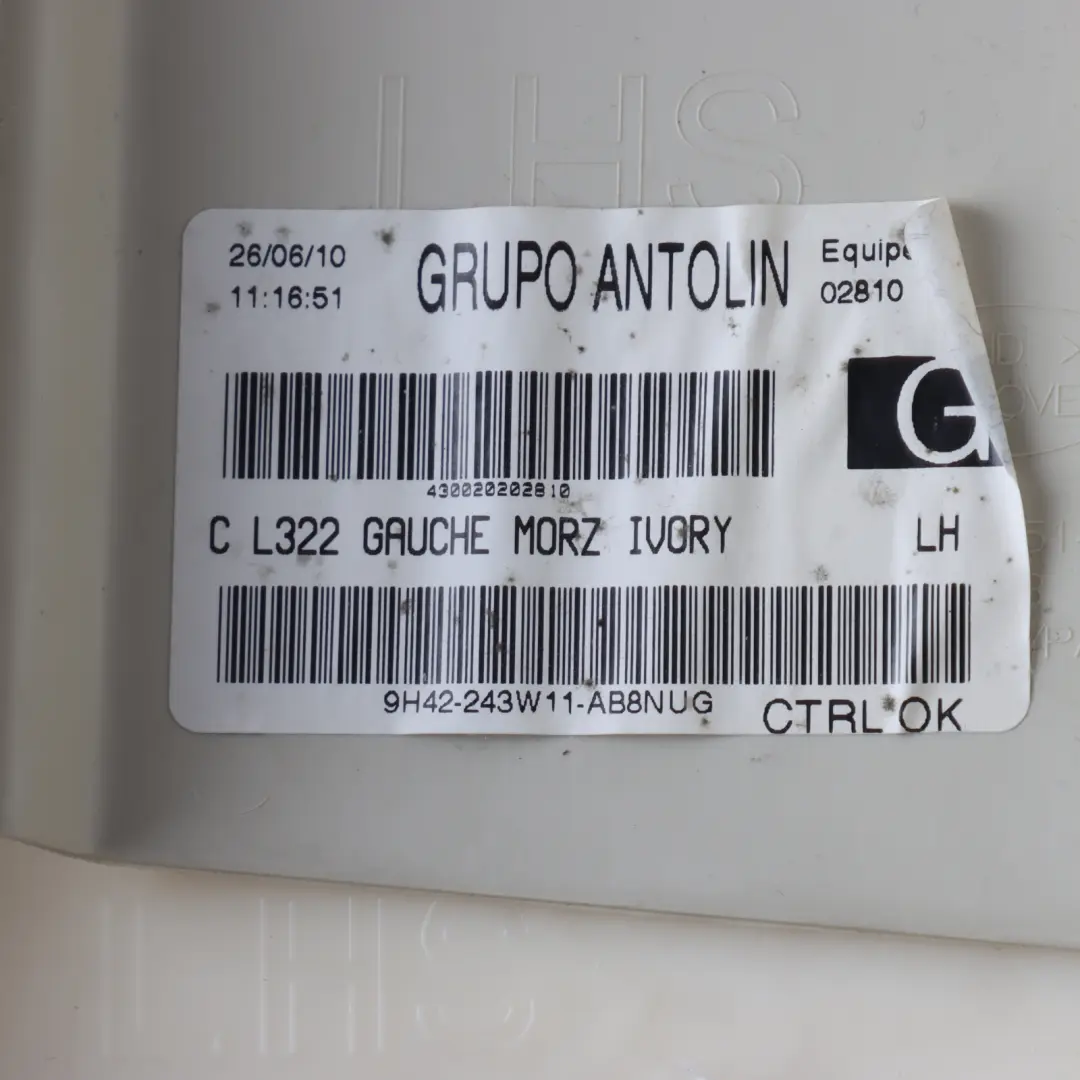 LHS
26/06/10
11:16:51
GRUPO ANTOLIN
Equipe
02810
G
430020202810
C L322 GAUCHE MORZ IVORY LH
9H42-243W11-AB8NUG
CTRL OK
LHS